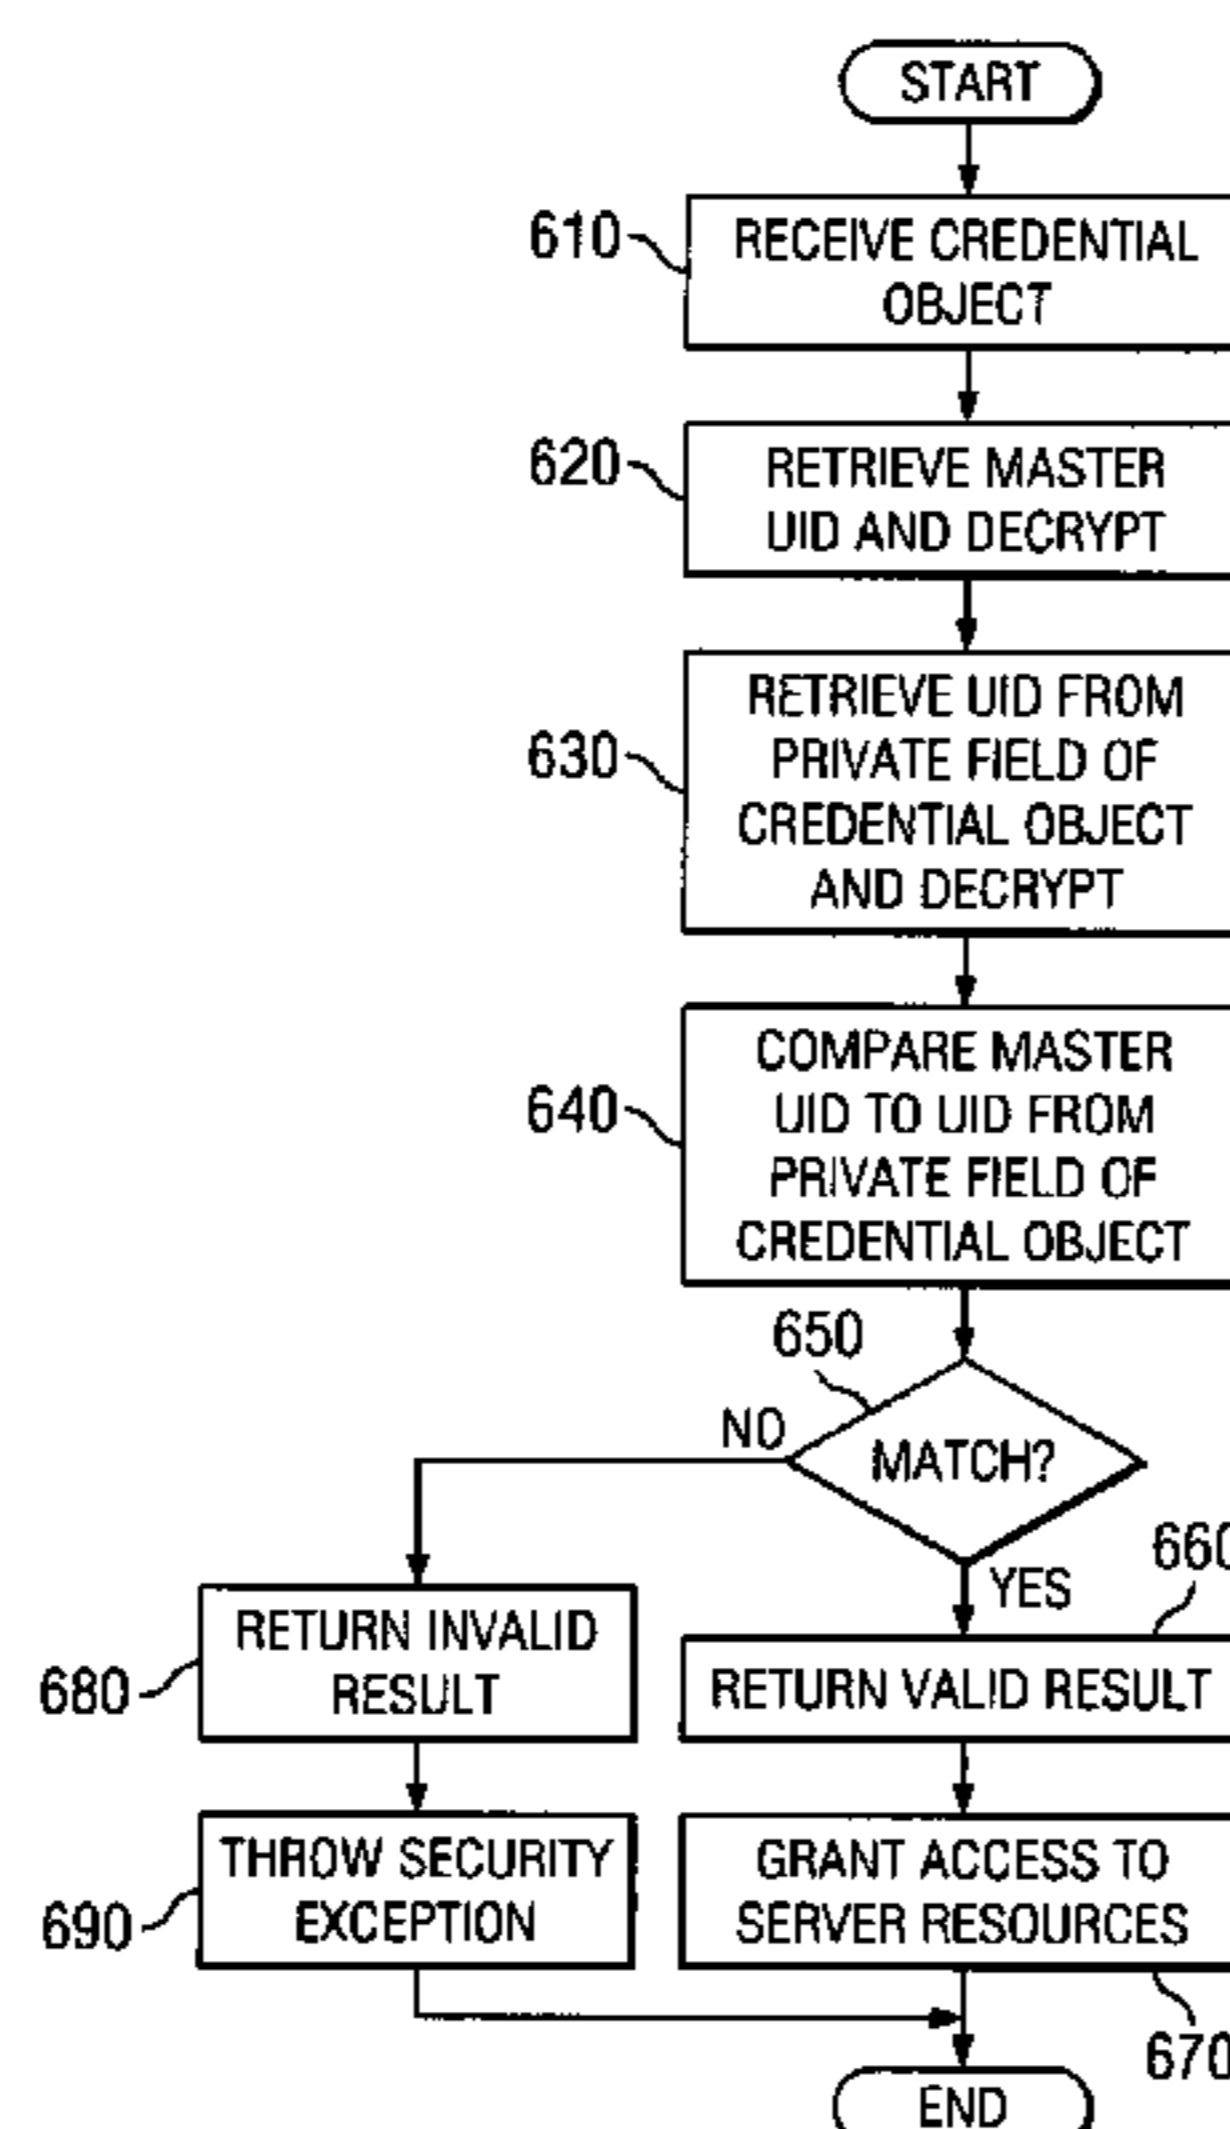 START
610
RECEIVE CREDENTIAL
OBJECT
620
RETRIEVE MASTER
UID AND DECRYPT
630
RETRIEVE UID FROM
PRIVATE FIELD OF
CREDENTIAL OBJECT
AND DECRYPT
640
COMPARE MASTER
UID TO UID FROM
PRIVATE FIELD OF
CREDENTIAL OBJECT
650
NO
MATCH?
YES
660
680
RETURN INVALID
RESULT
RETURN VALID RESULT
690
THROW SECURITY
EXCEPTION
GRANT ACCESS TO
SERVER RESOURCES
670
END